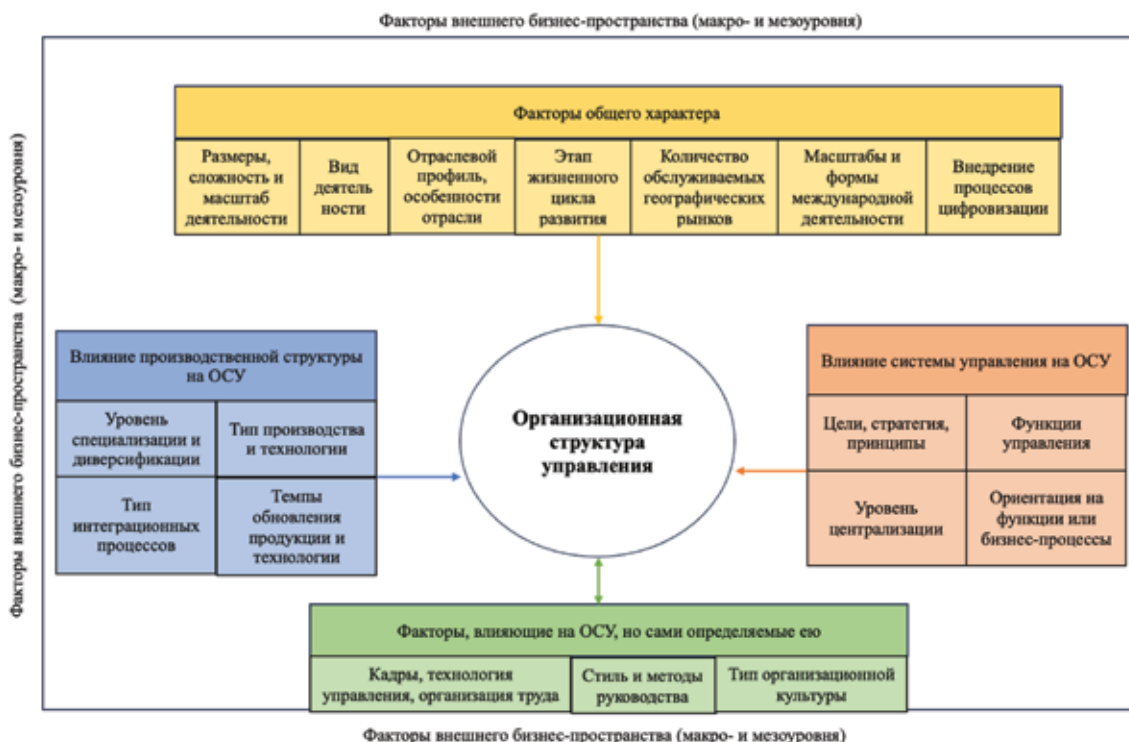 Факторы внешнего бизнес-пространства (макро- и мезоуровня)
Факторы внешнего бизнес-пространства (макро- и мезоуровня)
Факторы общего характера
Размеры,
сложность и
масштаб
деятельности
Вид
деятель
ности
Отраслевой
профиль,
особенности
отрасли
Этап
жизненного
цикла
развития
Количество
обслуживаемых
географических
рынков
Масштабы и
формы
международной
деятельности
Внедрение
процессов
цифровизации
Влияние производственной структуры
на ОСУ
Уровень
специализации и
диверсификации
Тип производства
и технологии
Тип
интеграционных
процессов
Темпы
обновления
продукции и
технологии
Организационная
структура
управления
Влияние системы управления на ОСУ
Цели, стратегия,
принципы
Функции
управления
Уровень
централизации
Ориентация на
функции или
бизнес-процессы
Факторы, влияющие на ОСУ, но сами определяемые ею
Кадры, технология
управления, организация труда
Стиль и методы
руководства
Тип организационной
культуры
Факторы внешнего бизнес-пространства (макро- и мезоуровня)